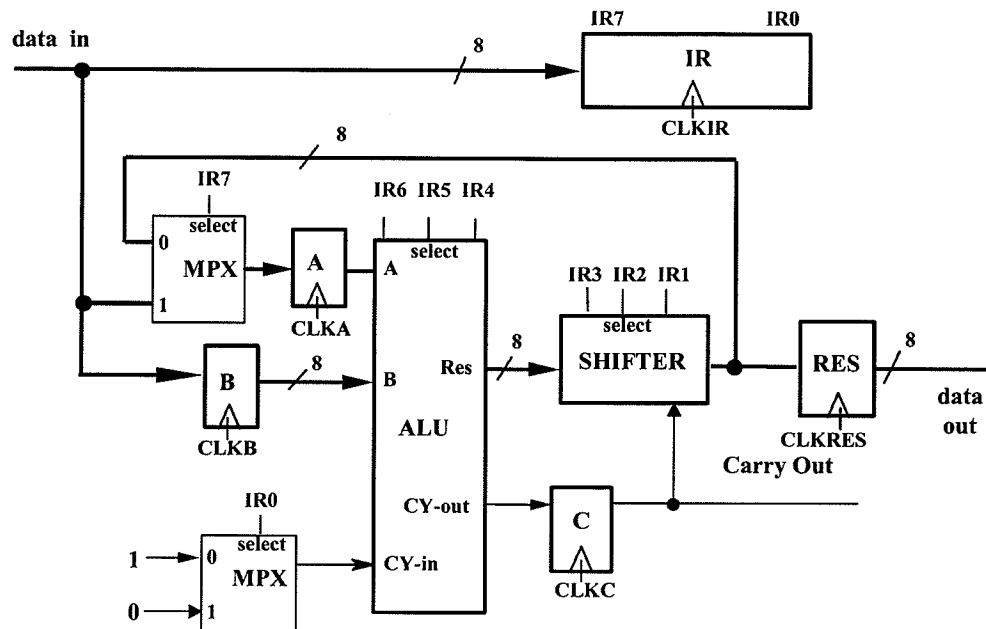 IR7 IR0
data in
8
IR
CLKIR
8
IR7
IR6 IR5 IR4
select
select
0
MPX
A
A
IR3 IR2 IR1
1
CLKA
select
8
SHIFTER
RES
8
Res
8
B
B
data
out
CLKB
ALU
CLKRES
Carry Out
IR0
CY-out
C
select
1
0
MPX
CY-in
CLKC
0
1